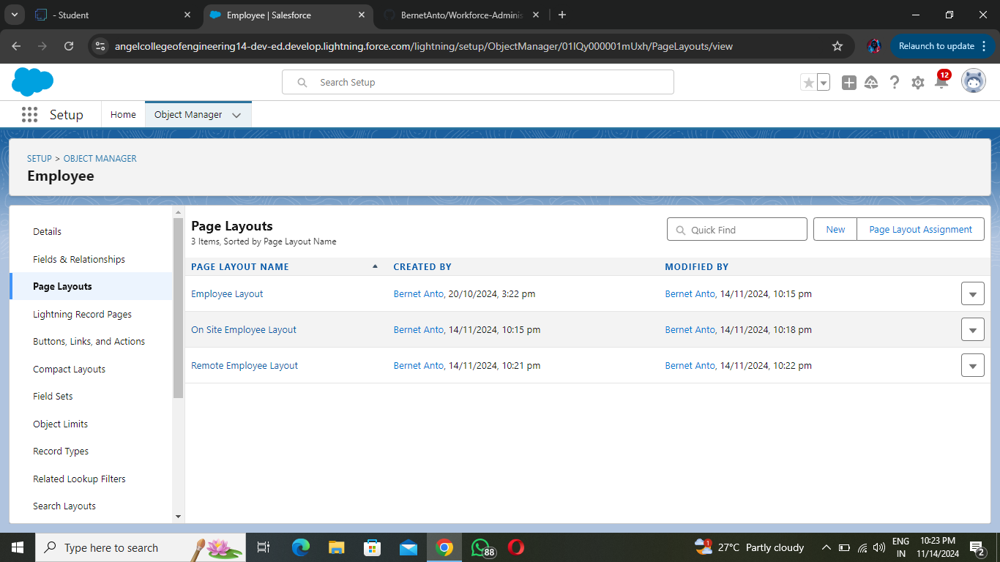 - Student
Employee | Salesforce
BernetAnto/Workforce-Adminis
angelcollegeofengineering14-dev-ed.develop.lightning.force.com/lightning/setup/ObjectManager/01IQy000001mUxh/PageLayouts/view
Relaunch to update
Search Setup
12
Setup
Home
Object Manager
SETUP > OBJECT MANAGER
Employee
Details
Fields & Relationships
Page Layouts
Lightning Record Pages
Buttons, Links, and Actions
Compact Layouts
Field Sets
Object Limits
Record Types
Related Lookup Filters
Search Layouts
Page Layouts
3 Items, Sorted by Page Layout Name
Quick Find
New
Page Layout Assignment
PAGE LAYOUT NAME CREATED BY MODIFIED BY
Employee Layout Bernet Anto, 20/10/2024, 3:22 pm Bernet Anto, 14/11/2024, 10:15 pm
On Site Employee Layout Bernet Anto, 14/11/2024, 10:15 pm Bernet Anto, 14/11/2024, 10:18 pm
Remote Employee Layout Bernet Anto, 14/11/2024, 10:21 pm Bernet Anto, 14/11/2024, 10:22 pm
Type here to search
88
1
27°C Partly cloudy
ENG
IN
10:23 PM
11/14/2024
2